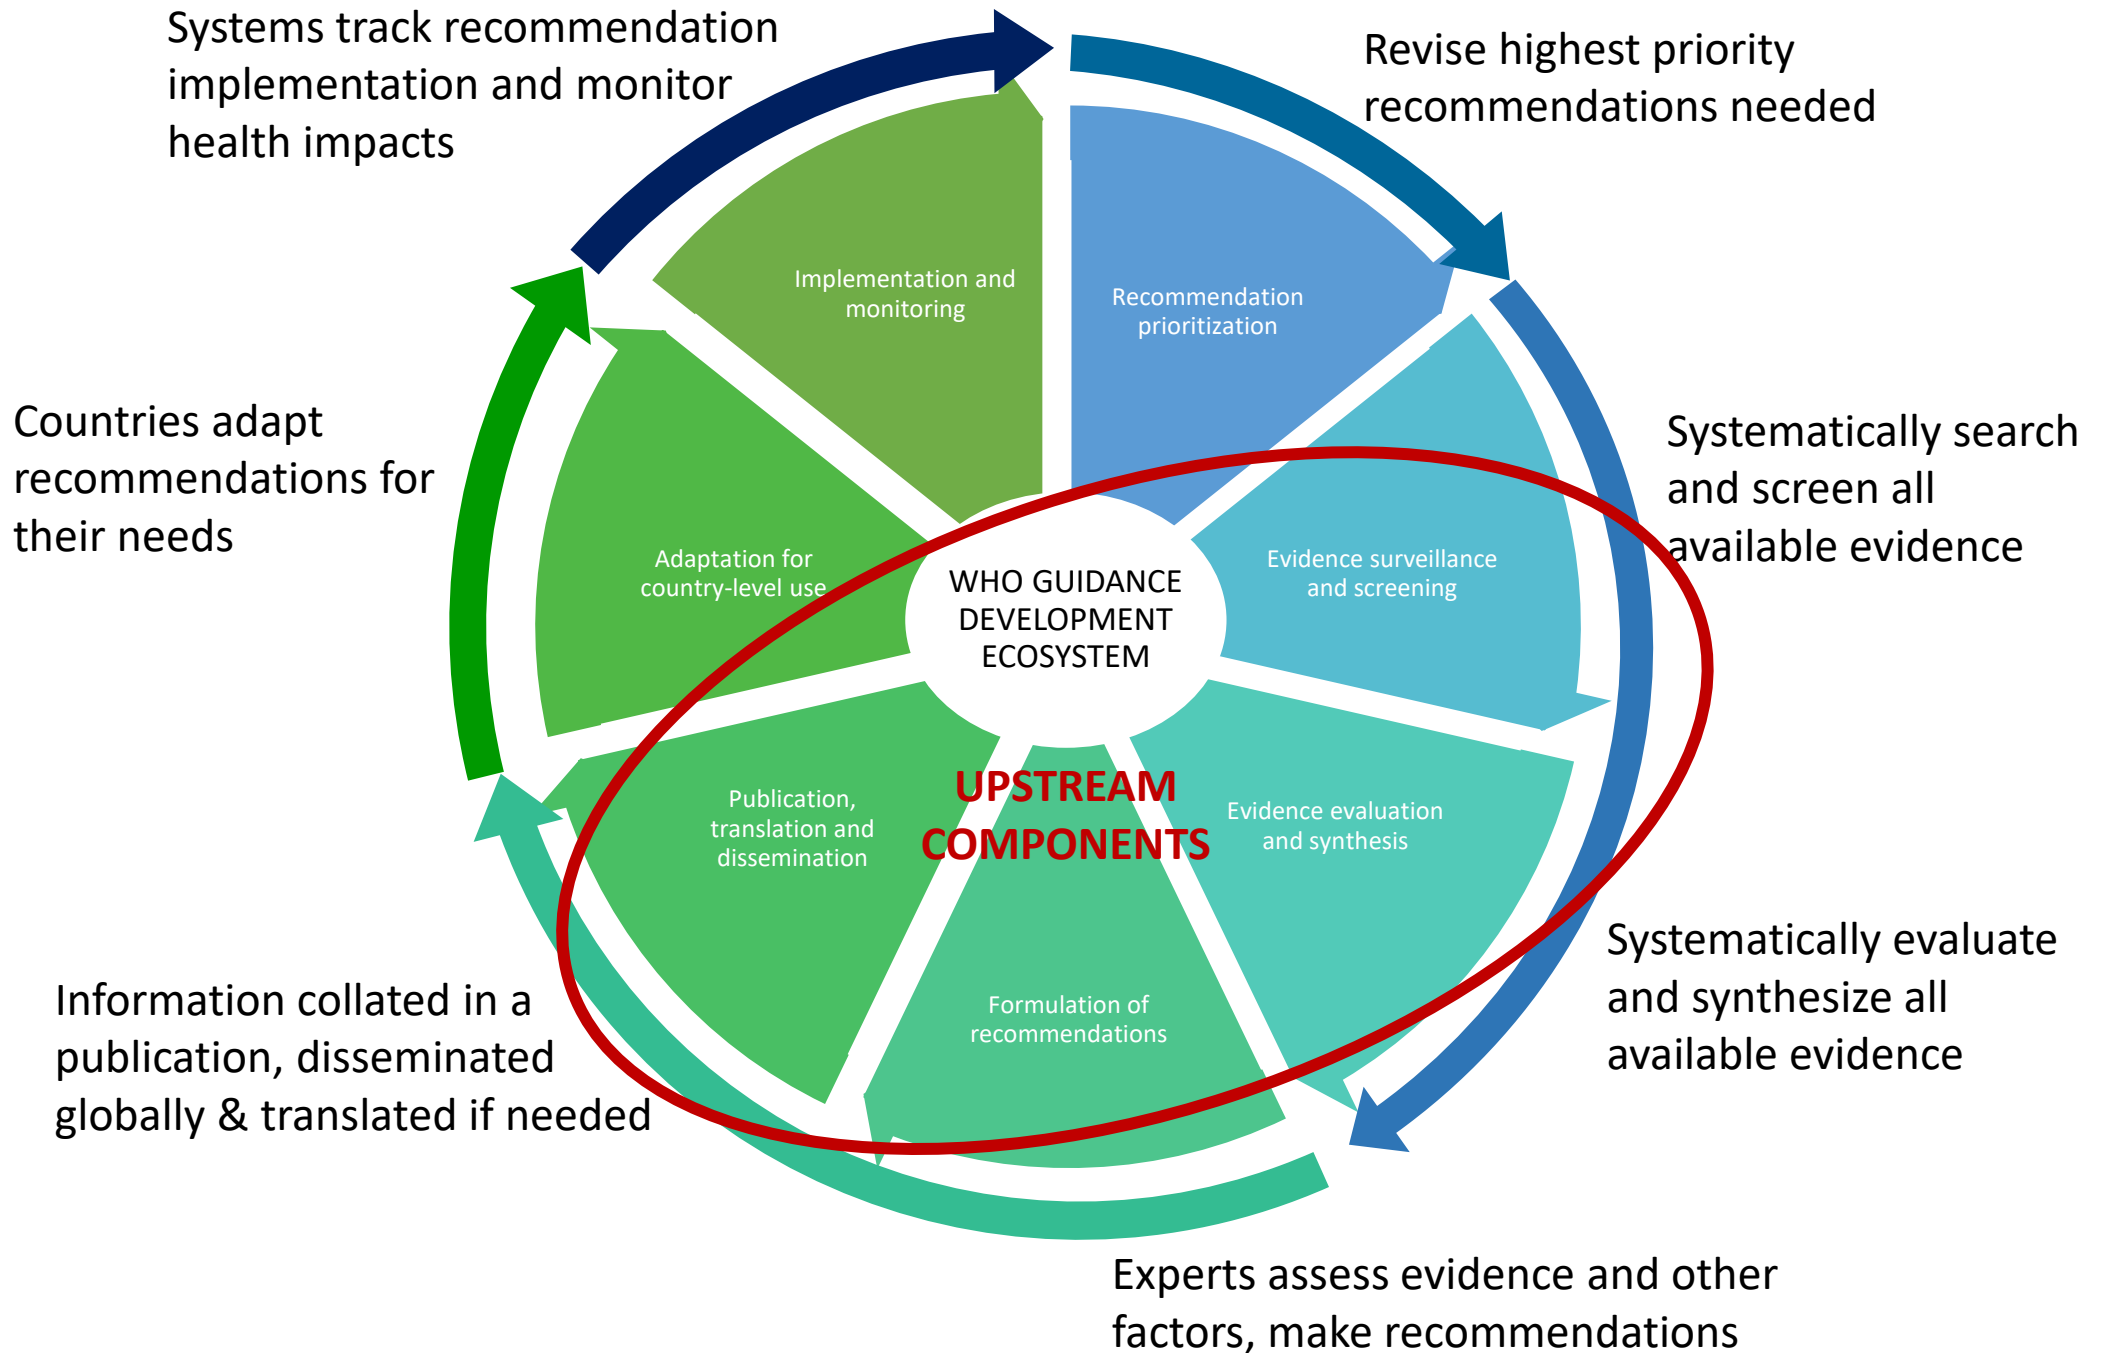 Systems track recommendation
implementation and monitor
health impacts
Revise highest priority
recommendations needed
Implementation and
monitoring
Recommendation
prioritization
Countries adapt
recommendations for
their needs
Systematically search
and screen all
available evidence
Adaptation for
country-level use
WHO GUIDANCE
DEVELOPMENT
ECOSYSTEM
Evidence surveillance
and screening
UPSTREAM
COMPONENTS
Publication,
translation and
dissemination
Evidence evaluation
and synthesis
Formulation of
recommendations
Systematically evaluate
and synthesize all
available evidence
Information collated in a
publication, disseminated
globally & translated if needed
Experts assess evidence and other
factors, make recommendations